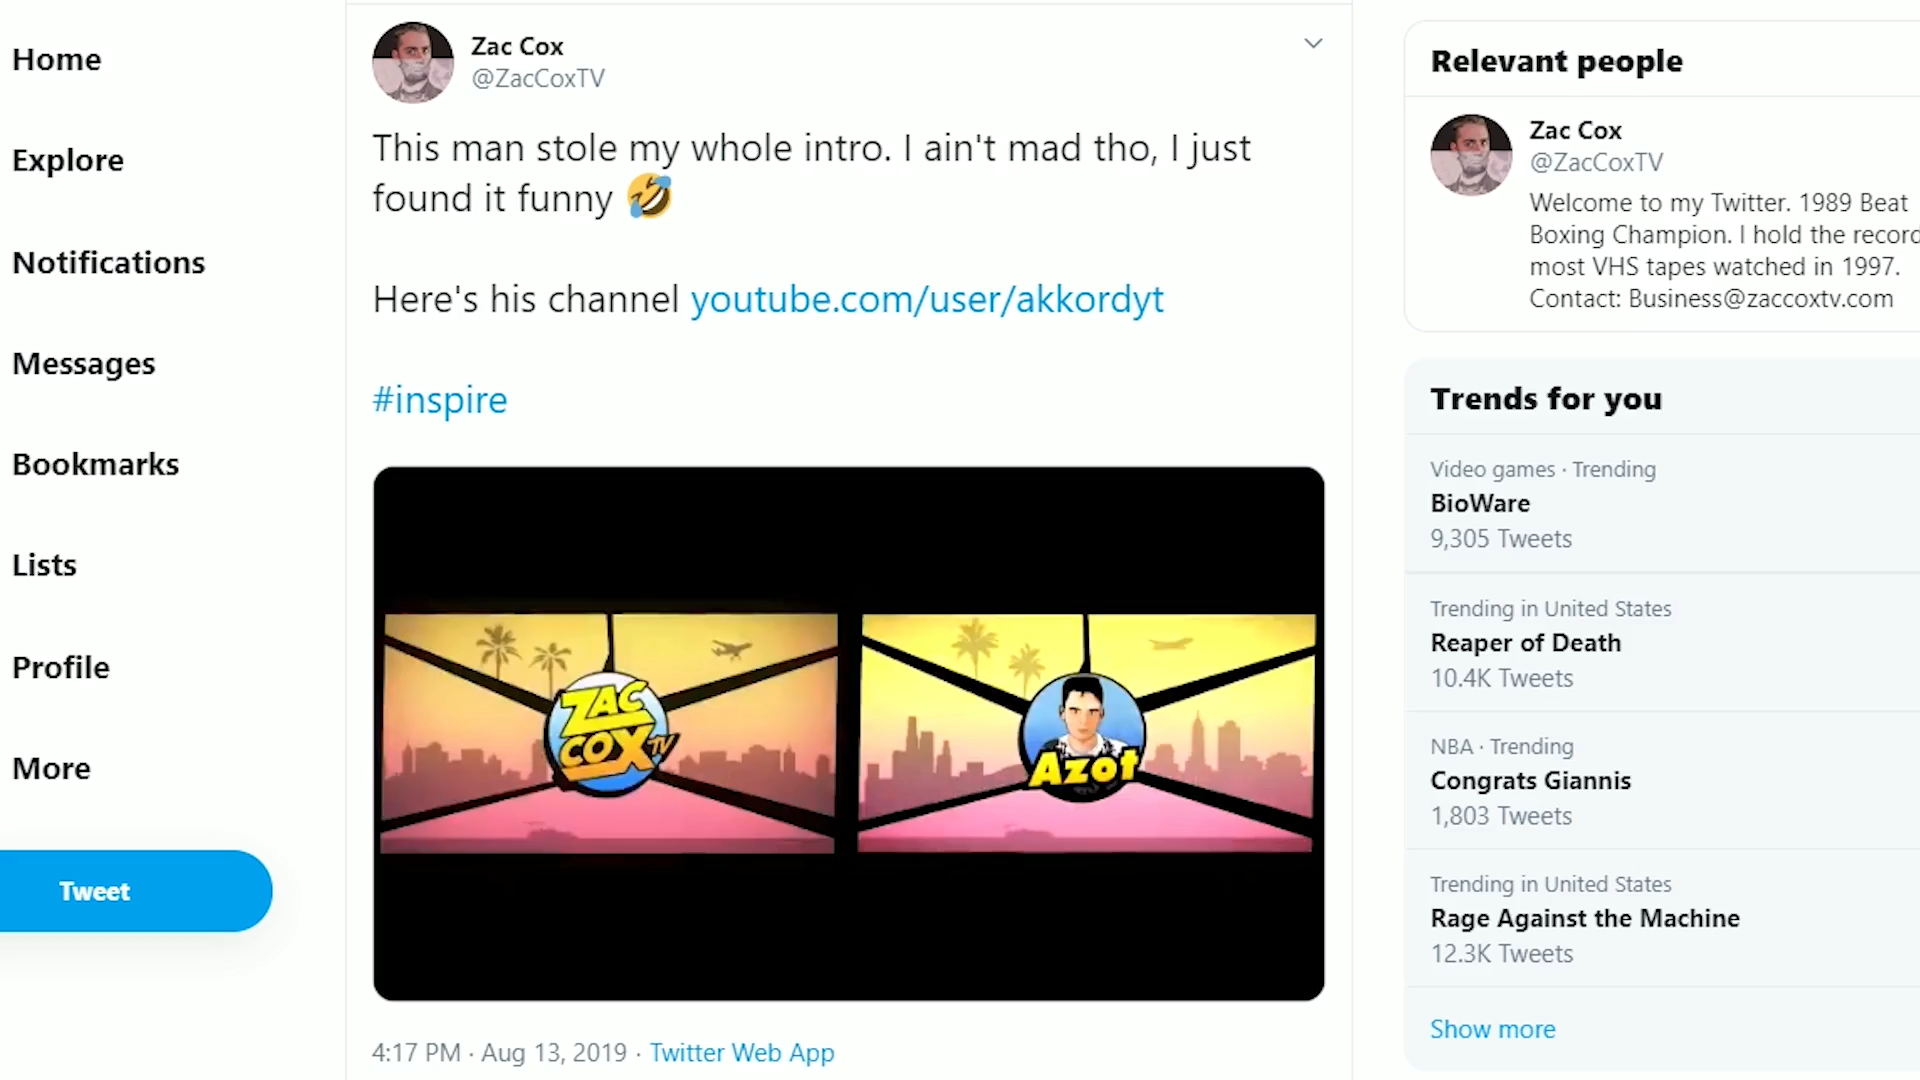 Home
Explore
Notifications
Messages
Bookmarks
Lists
Profile
More
Tweet
Zac Cox
@ZacCoxTV
This man stole my whole intro. I ain't mad tho, I just
found it funny 🤣
Here's his channel youtube.com/user/akkordyt
#inspire
ZAC
COX TV
Azot
4:17 PM · Aug 13, 2019 · Twitter Web App
Relevant people
Zac Cox
@ZacCoxTV
Welcome to my Twitter. 1989 Beat
Boxing Champion. I hold the record
most VHS tapes watched in 1997.
Contact: Business@zaccoxtv.com
Trends for you
Video games · Trending
BioWare
9,305 Tweets
Trending in United States
Reaper of Death
10.4K Tweets
NBA · Trending
Congrats Giannis
1,803 Tweets
Trending in United States
Rage Against the Machine
12.3K Tweets
Show more